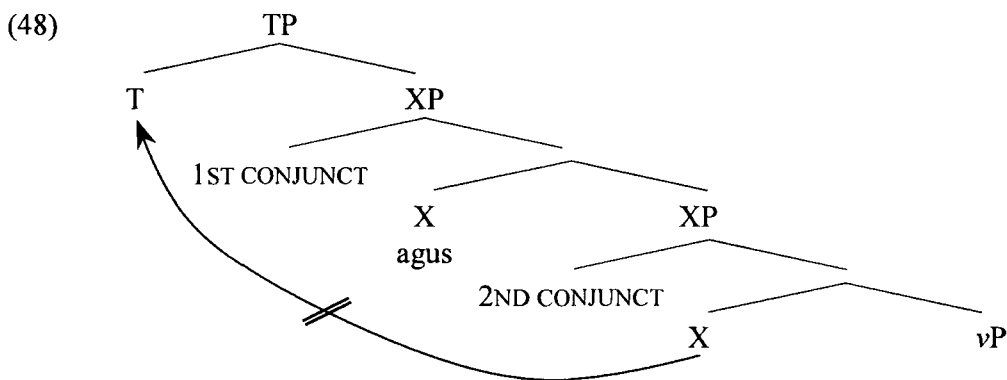 (48) TP
T XP
1ST CONJUNCT
X XP
agus
2ND CONJUNCT
X vP